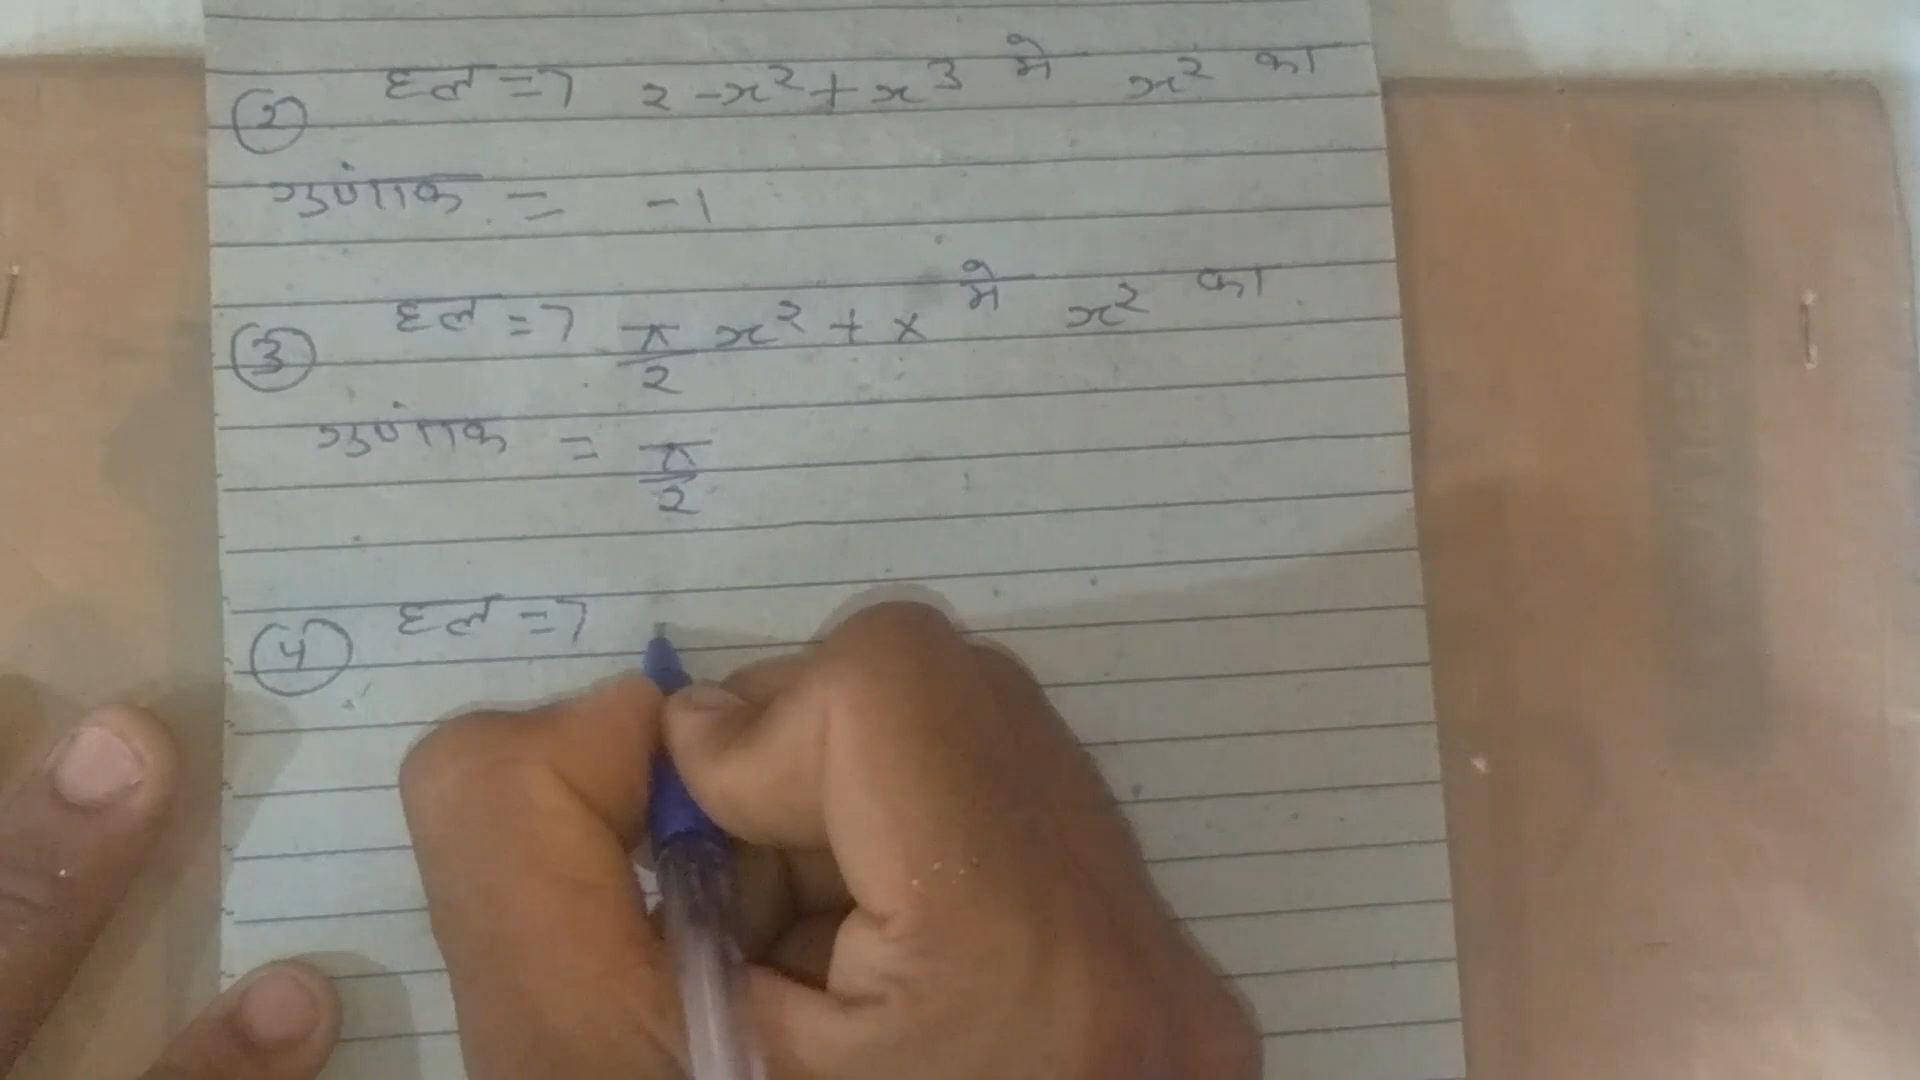 ② हल => 2 - x² + x³ में x² का
गुणांक = -1
③ हल => π/2 x² + x में x² का
गुणांक = π/2
④ हल =>